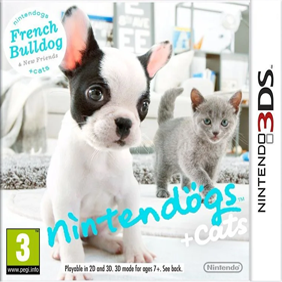 nintendogs
French
Bulldog
& New Friends
+cats
NINTENDO 3DS
nintendogs
+cats
3
www.pegi.info
Playable in 2D and 3D. 3D mode for ages 7+. See back.
Nintendo